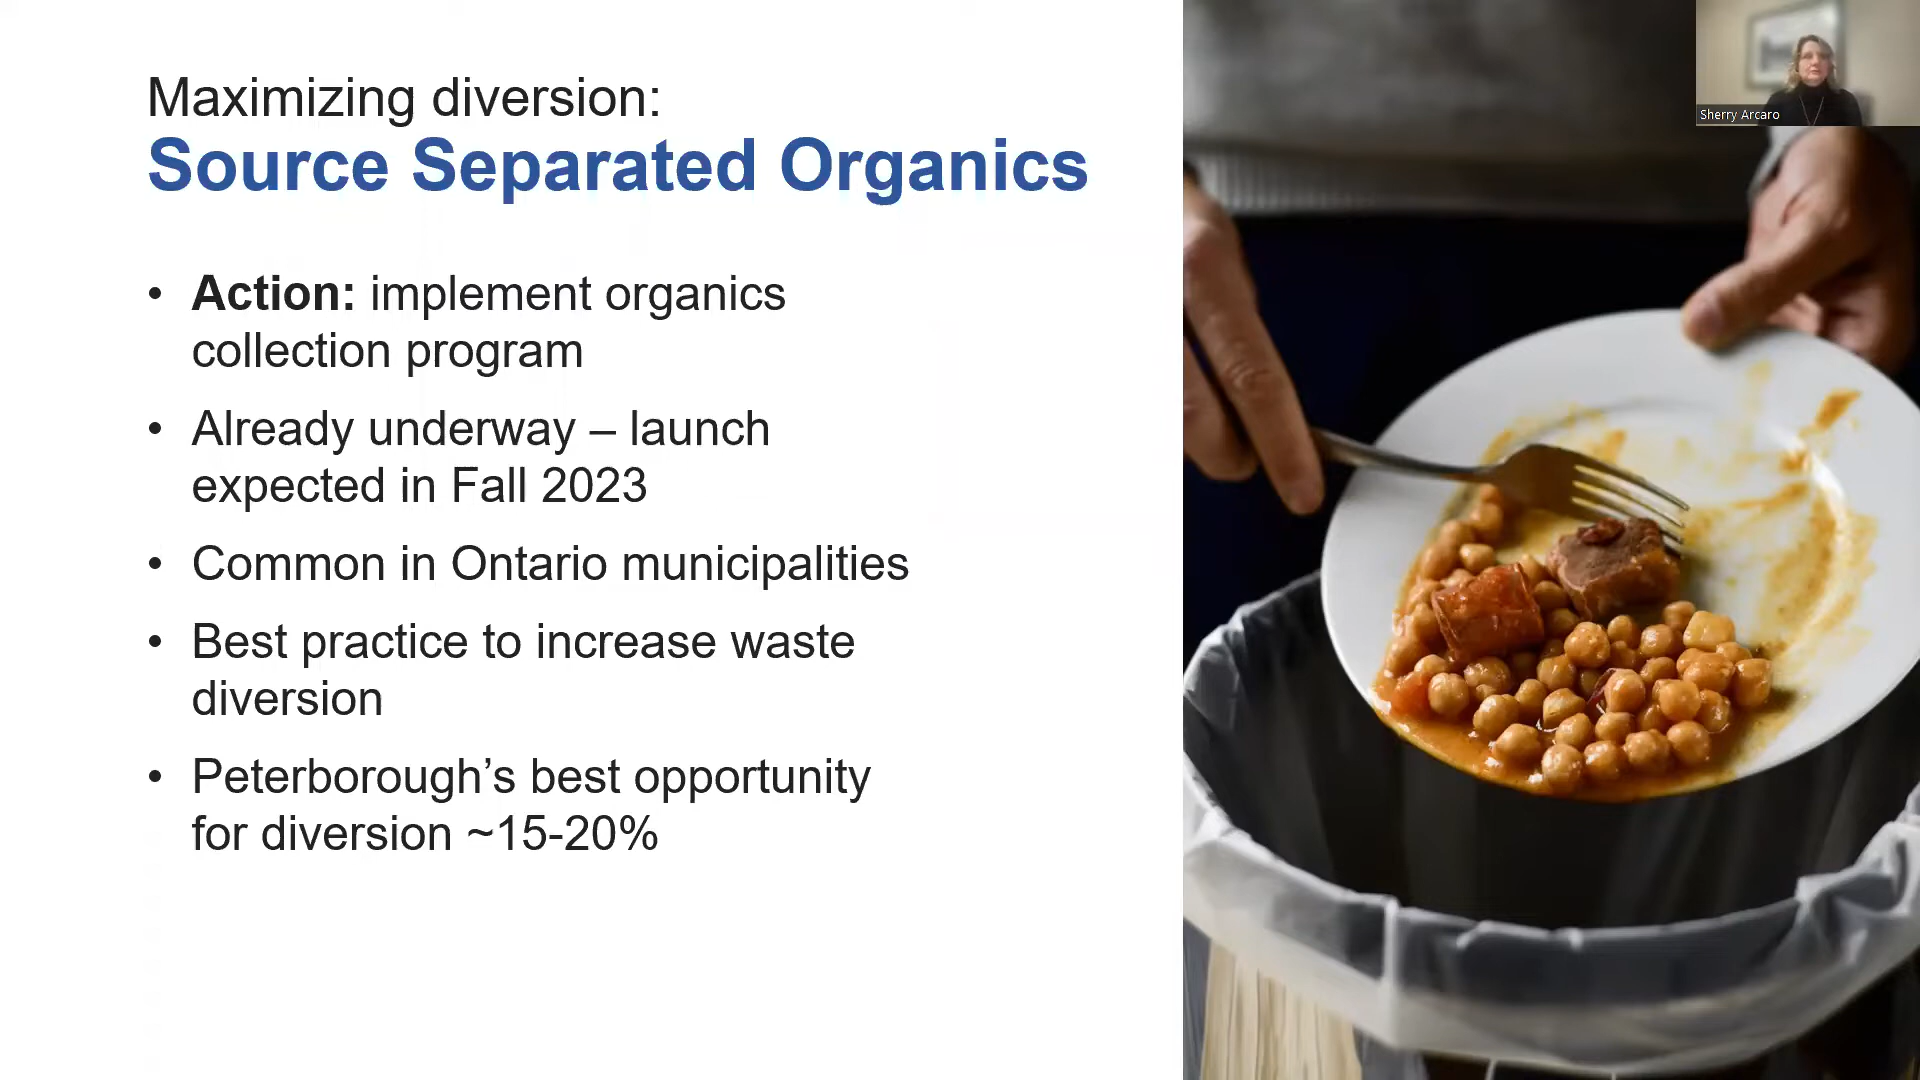 Maximizing diversion:
Source Separated Organics
• Action: implement organics
collection program
• Already underway – launch
expected in Fall 2023
• Common in Ontario municipalities
• Best practice to increase waste
diversion
• Peterborough’s best opportunity
for diversion ~15-20%
Sherry Arcaro